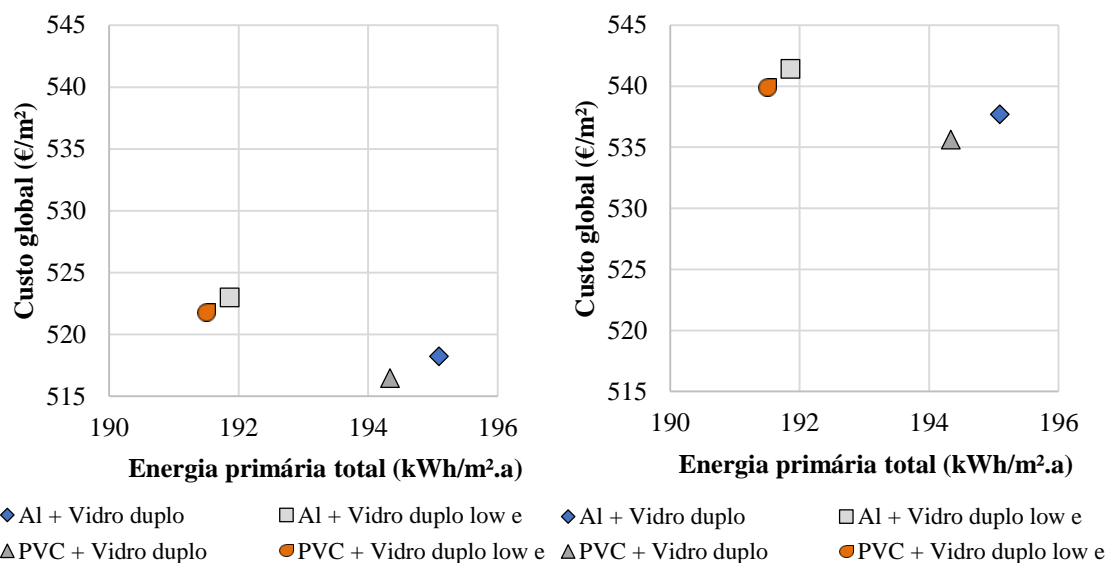 545
540
535
530
525
520
515
Custo global (€/m²)
190 192 194 196
Energia primária total (kWh/m².a)
Al + Vidro duplo Al + Vidro duplo low e
PVC + Vidro duplo PVC + Vidro duplo low e
545
540
535
530
525
520
515
Custo global (€/m²)
190 192 194 196
Energia primária total (kWh/m².a)
Al + Vidro duplo Al + Vidro duplo low e
PVC + Vidro duplo PVC + Vidro duplo low e